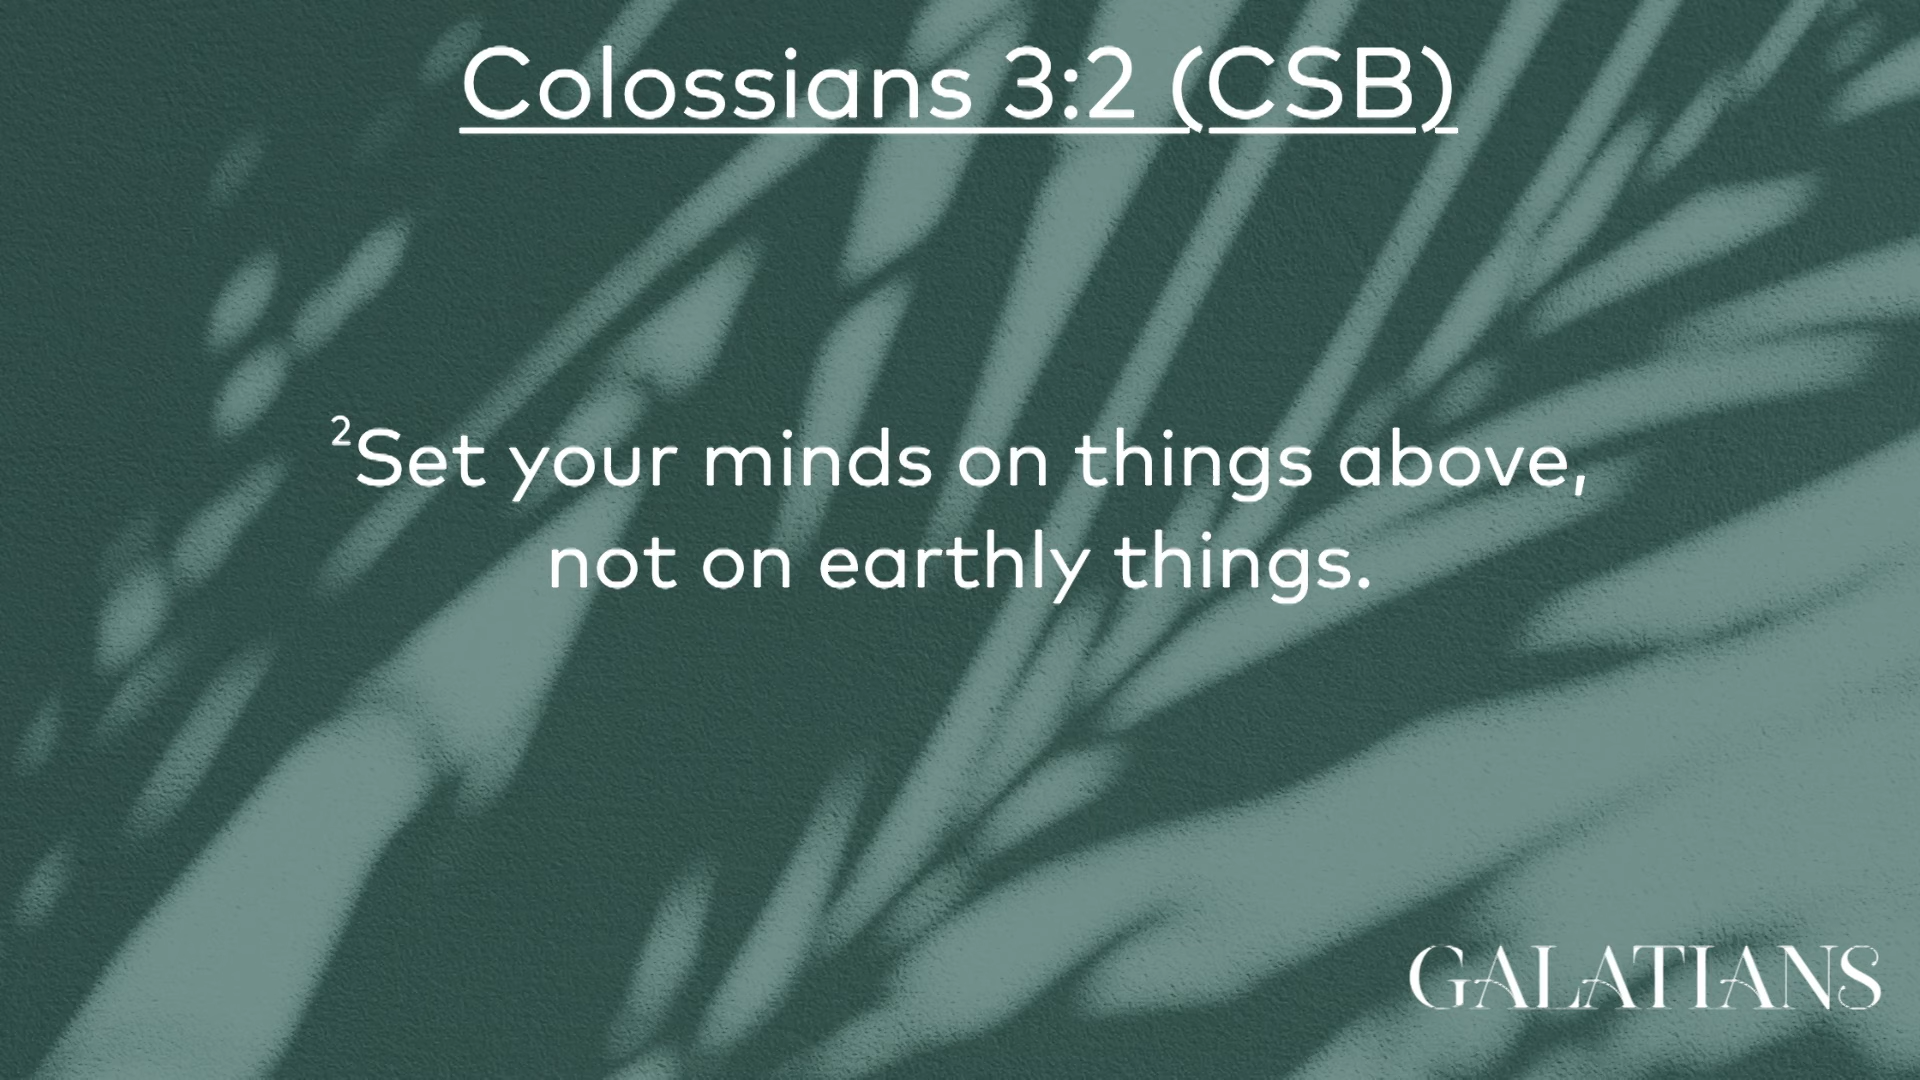 Colossians 3:2 (CSB)
²Set your minds on things above,
not on earthly things.
GALATIANS